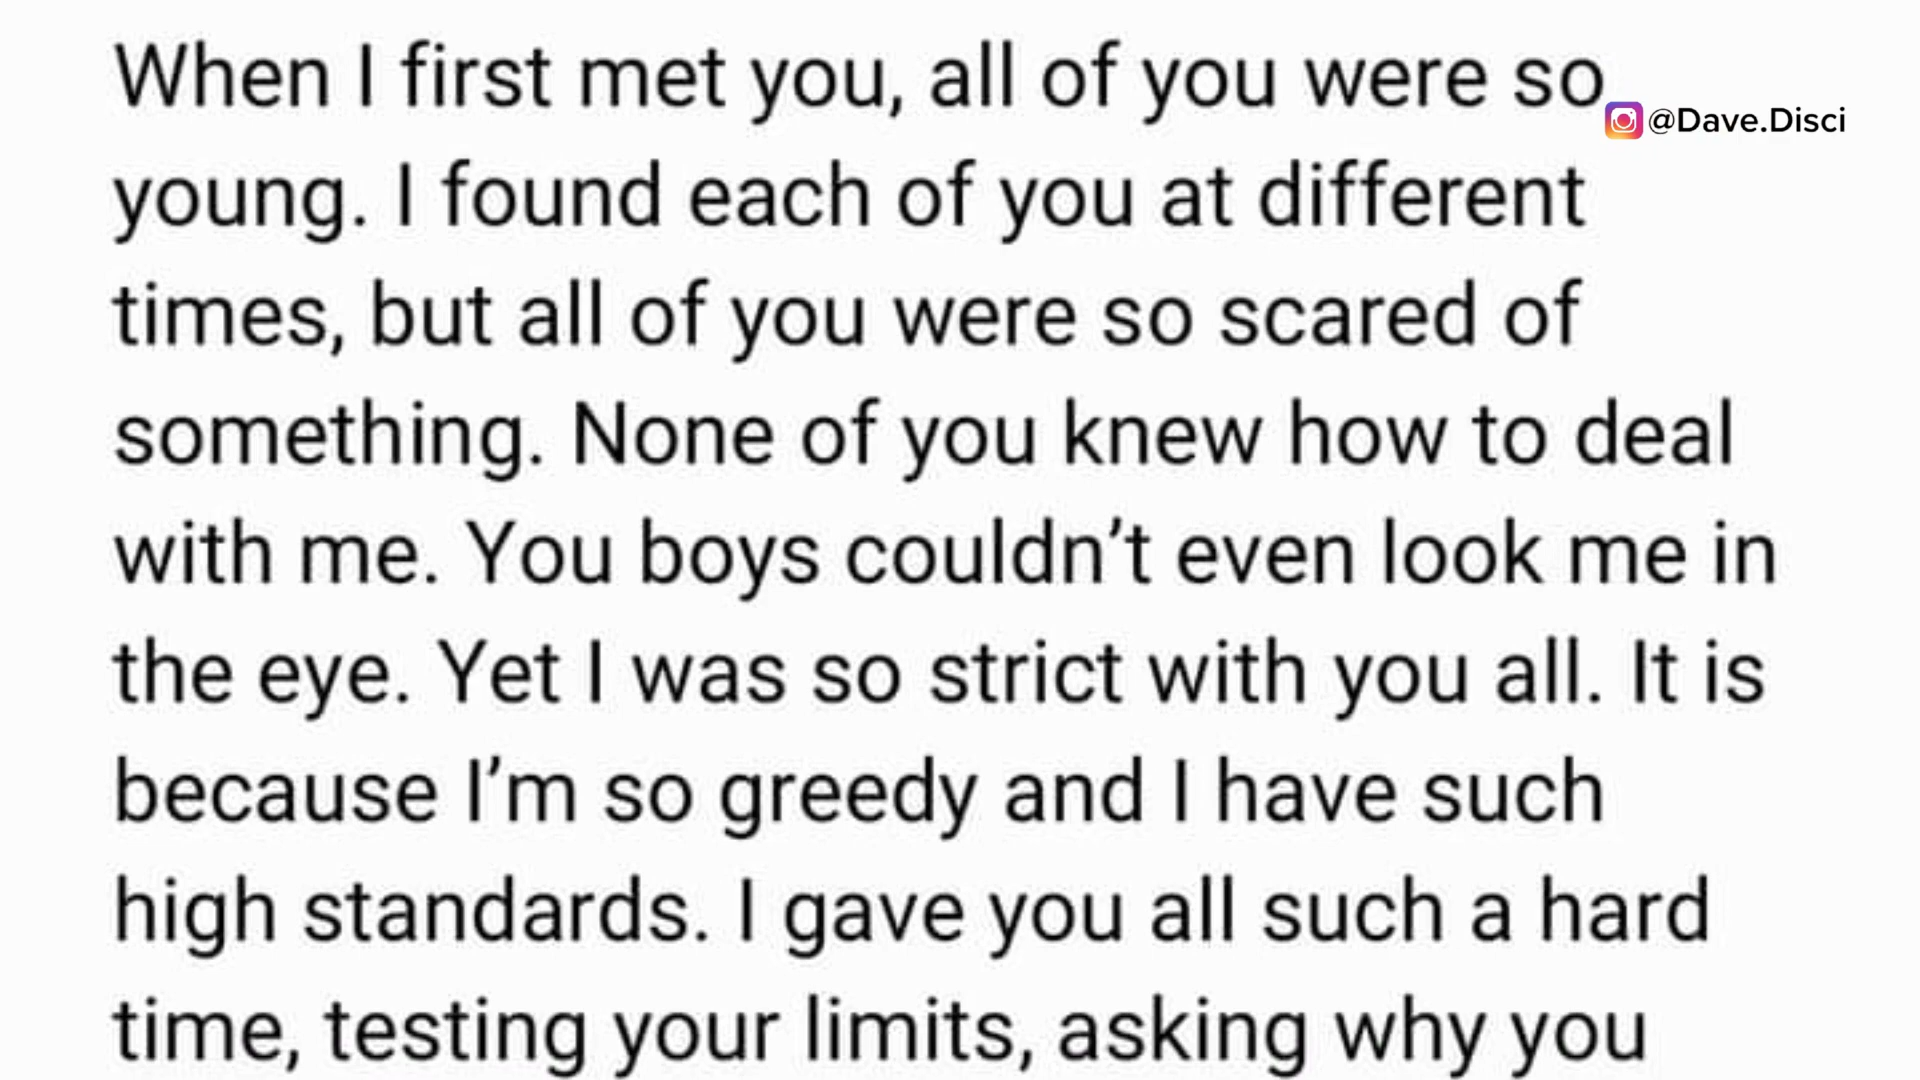 When I first met you, all of you were so
@Dave.Disci
young. I found each of you at different
times, but all of you were so scared of
something. None of you knew how to deal
with me. You boys couldn’t even look me in
the eye. Yet I was so strict with you all. It is
because I’m so greedy and I have such
high standards. I gave you all such a hard
time, testing your limits, asking why you